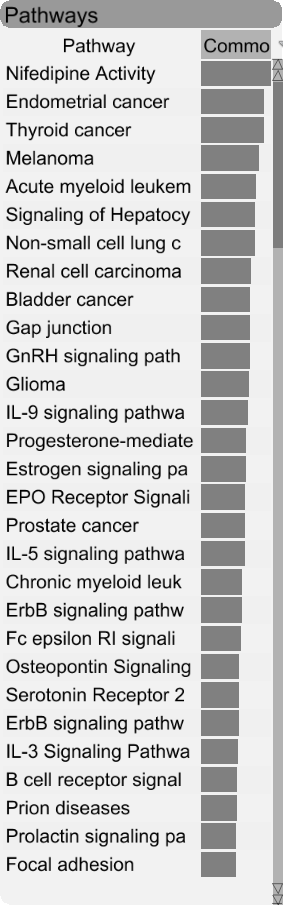 Pathways
Pathway Commo
Nifedipine Activity
Endometrial cancer
Thyroid cancer
Melanoma
Acute myeloid leukem
Signaling of Hepatocy
Non-small cell lung c
Renal cell carcinoma
Bladder cancer
Gap junction
GnRH signaling path
Glioma
IL-9 signaling pathwa
Progesterone-mediate
Estrogen signaling pa
EPO Receptor Signali
Prostate cancer
IL-5 signaling pathwa
Chronic myeloid leuk
ErbB signaling pathw
Fc epsilon RI signali
Osteopontin Signaling
Serotonin Receptor 2
ErbB signaling pathw
IL-3 Signaling Pathwa
B cell receptor signal
Prion diseases
Prolactin signaling pa
Focal adhesion